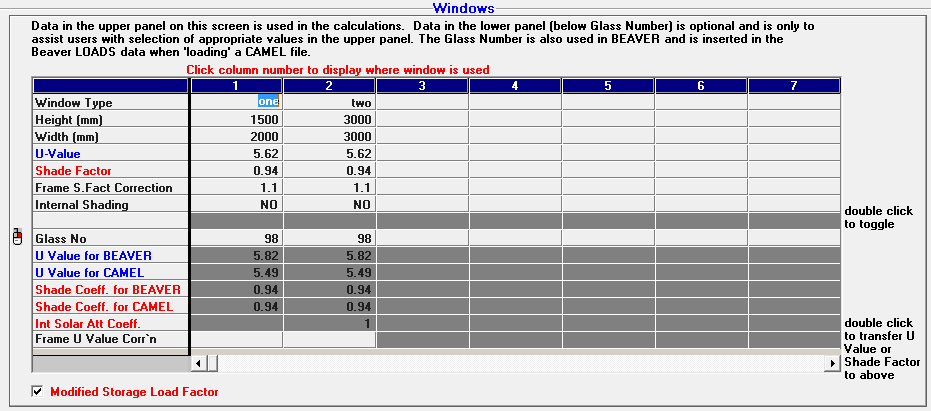 Windows
Data in the upper panel on this screen is used in the calculations. Data in the lower panel (below Glass Number) is optional and is only to
assist users with selection of appropriate values in the upper panel. The Glass Number is also used in BEAVER and is inserted in the
Beaver LOADS data when 'loading' a CAMEL file.
Click column number to display where window is used
1 2 3 4 5 6 7
Window Type one two
Height (mm) 1500 3000
Width (mm) 2000 3000
U-Value 5.62 5.62
Shade Factor 0.94 0.94
Frame S.Fact Correction 1.1 1.1
Internal Shading NO NO
double click
to toggle
Glass No 98 98
U Value for BEAVER 5.82 5.82
U Value for CAMEL 5.49 5.49
Shade Coeff. for BEAVER 0.94 0.94
Shade Coeff. for CAMEL 0.94 0.94
Int Solar Att Coeff. 1
Frame U Value Corr`n
double click
to transfer U
Value or
Shade Factor
to above
Modified Storage Load Factor